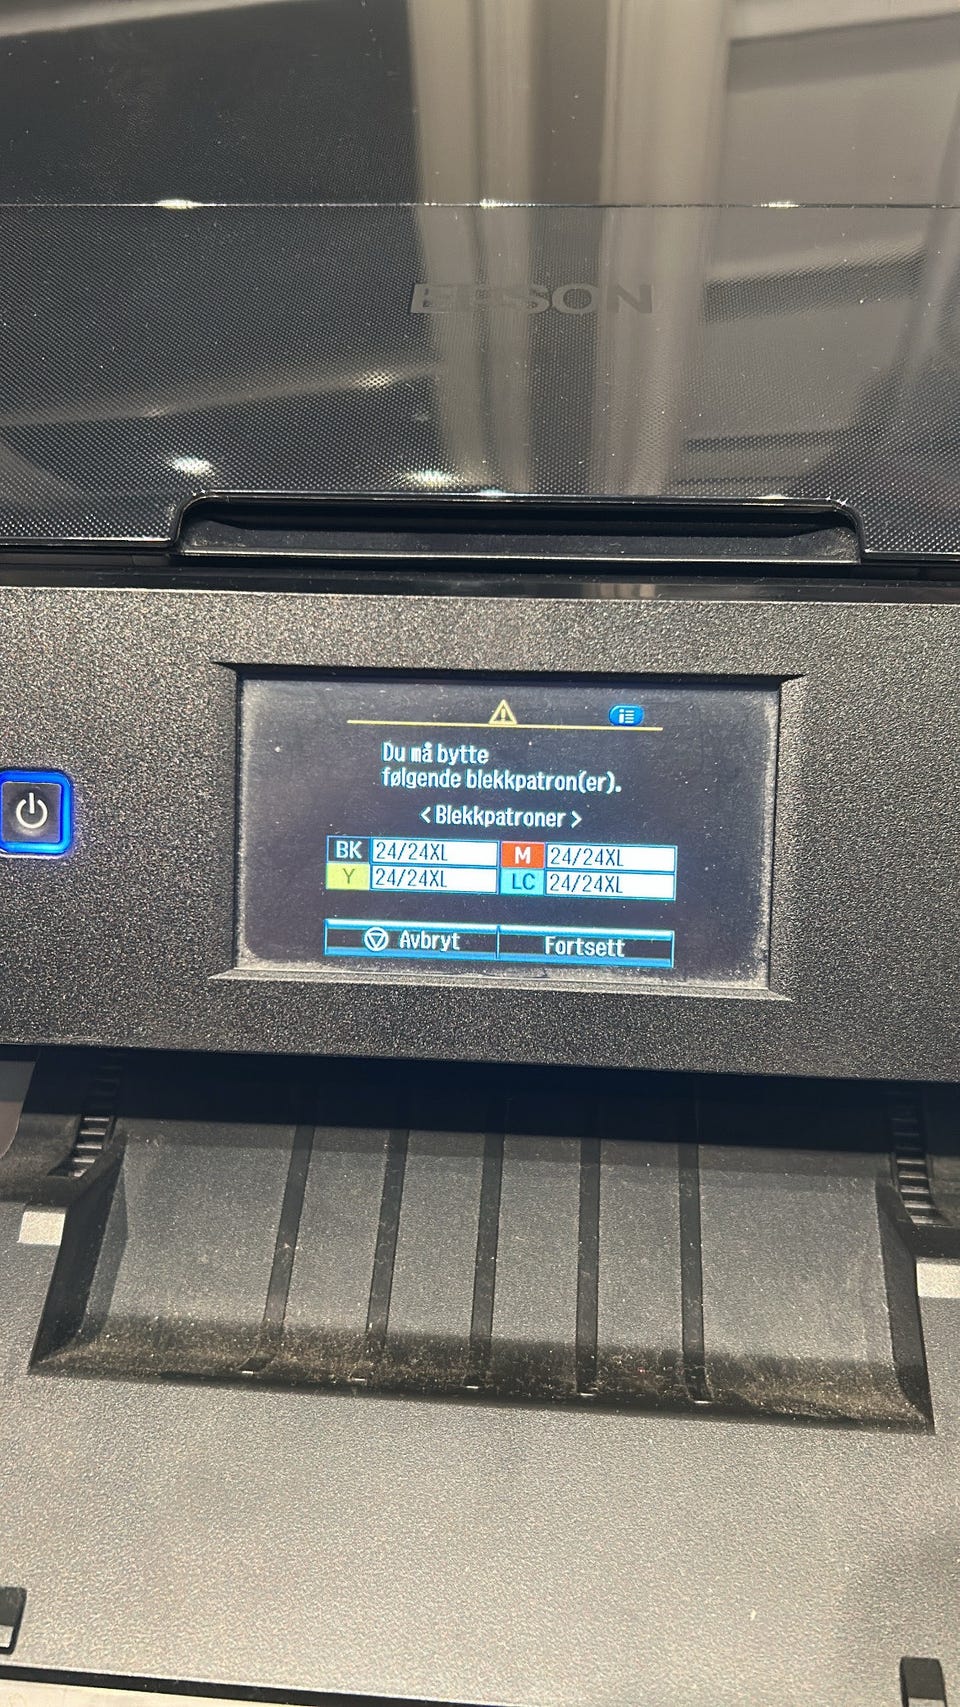 EPSON
Du må bytte
følgende blekkpatron(er).
<Blekkpatroner>
BK 24/24XL M 24/24XL
Y 24/24XL LC 24/24XL
Avbryt Fortsett